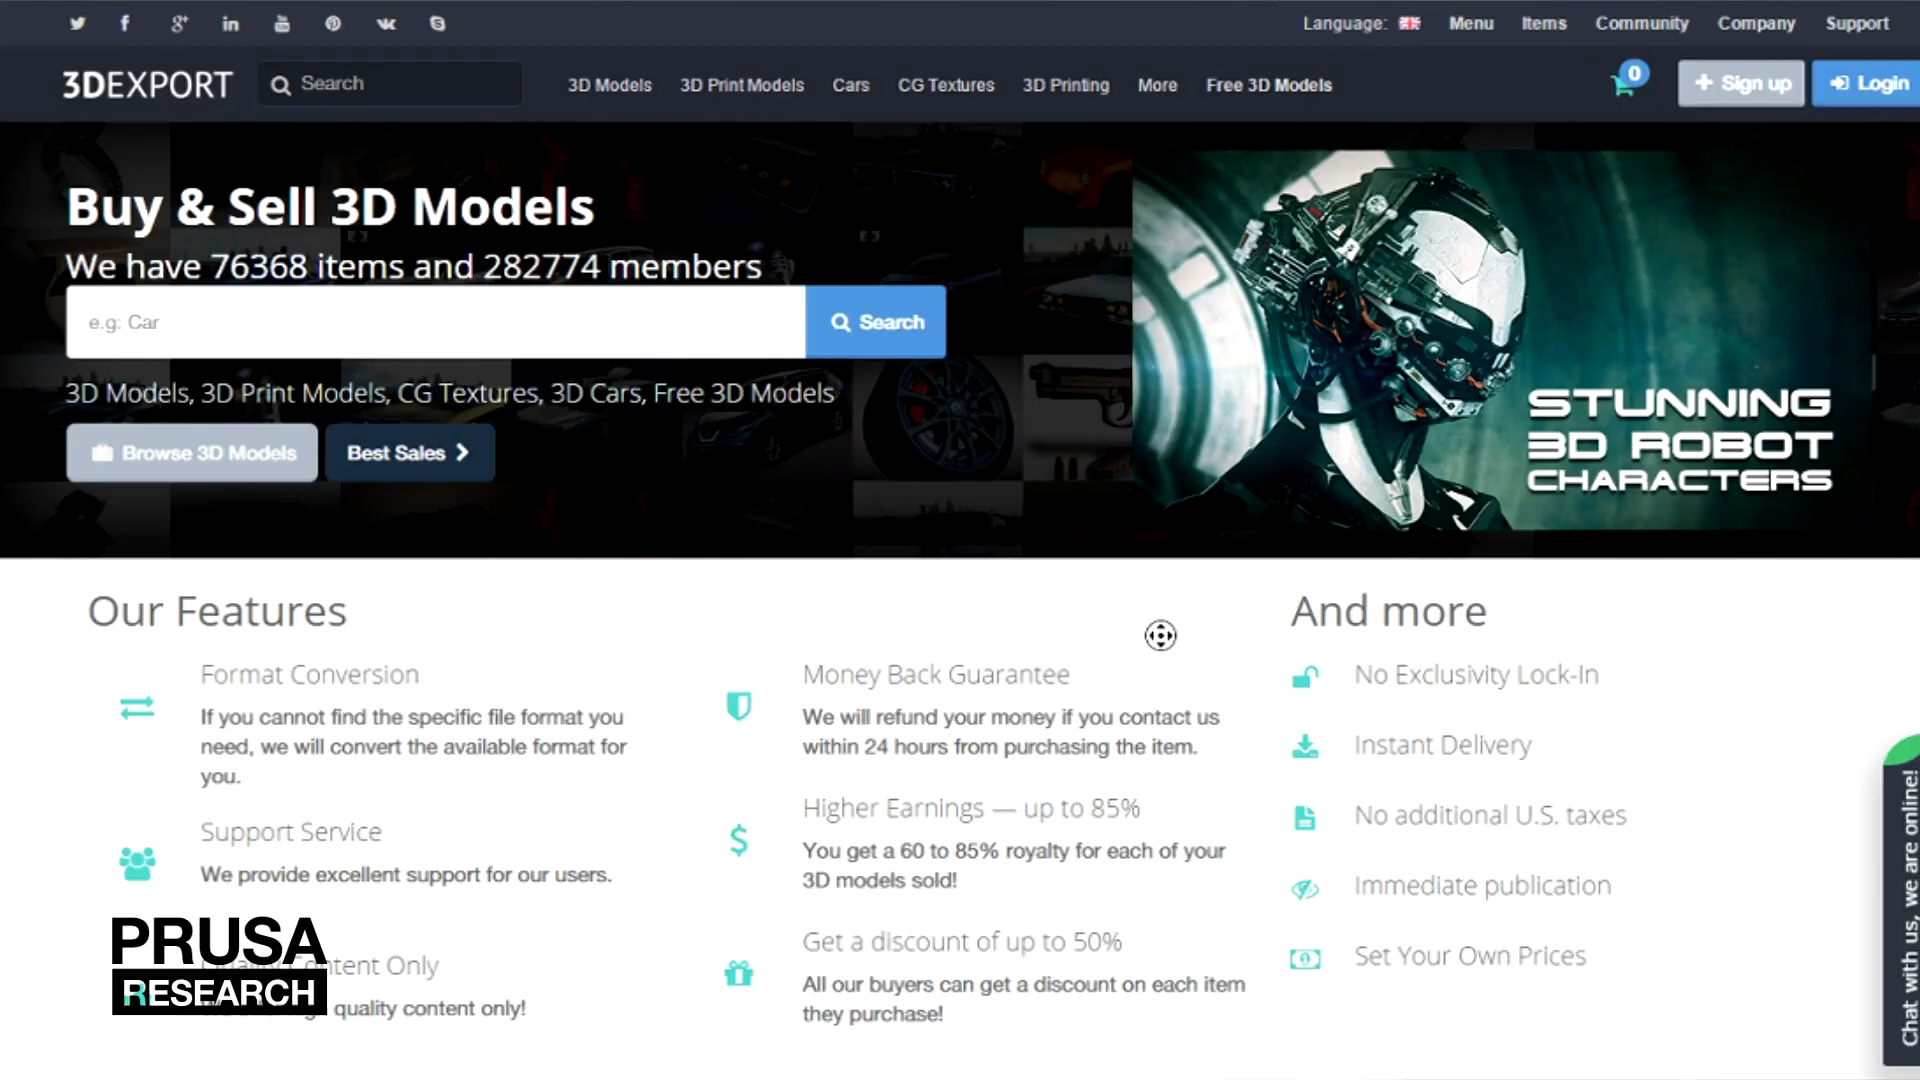 Language:
Menu
Items
Community
Company
Support
3DEXPORT
Search
3D Models
3D Print Models
Cars
CG Textures
3D Printing
More
Free 3D Models
0
Sign up
Login
Buy & Sell 3D Models
We have 76368 items and 282774 members
e.g: Car
Search
3D Models, 3D Print Models, CG Textures, 3D Cars, Free 3D Models
Browse 3D Models
Best Sales
STUNNING
3D ROBOT
CHARACTERS
Our Features
Format Conversion
If you cannot find the specific file format you
need, we will convert the available format for
you.
Support Service
We provide excellent support for our users.
Content Only
quality content only!
Money Back Guarantee
We will refund your money if you contact us
within 24 hours from purchasing the item.
Higher Earnings — up to 85%
You get a 60 to 85% royalty for each of your
3D models sold!
Get a discount of up to 50%
All our buyers can get a discount on each item
they purchase!
And more
No Exclusivity Lock-In
Instant Delivery
No additional U.S. taxes
Immediate publication
Set Your Own Prices
Chat with us, we are online!
PRUSA
RESEARCH